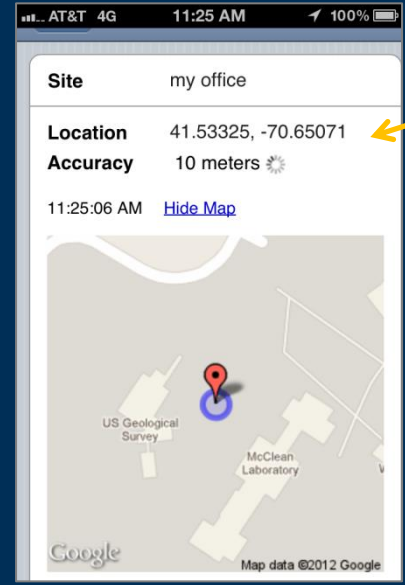 AT&T 4G 11:25 AM 100%
Site my office
Location 41.53325, -70.65071
Accuracy 10 meters
11:25:06 AM Hide Map
US Geological
Survey
McClean
Laboratory
Google Map data ©2012 Google